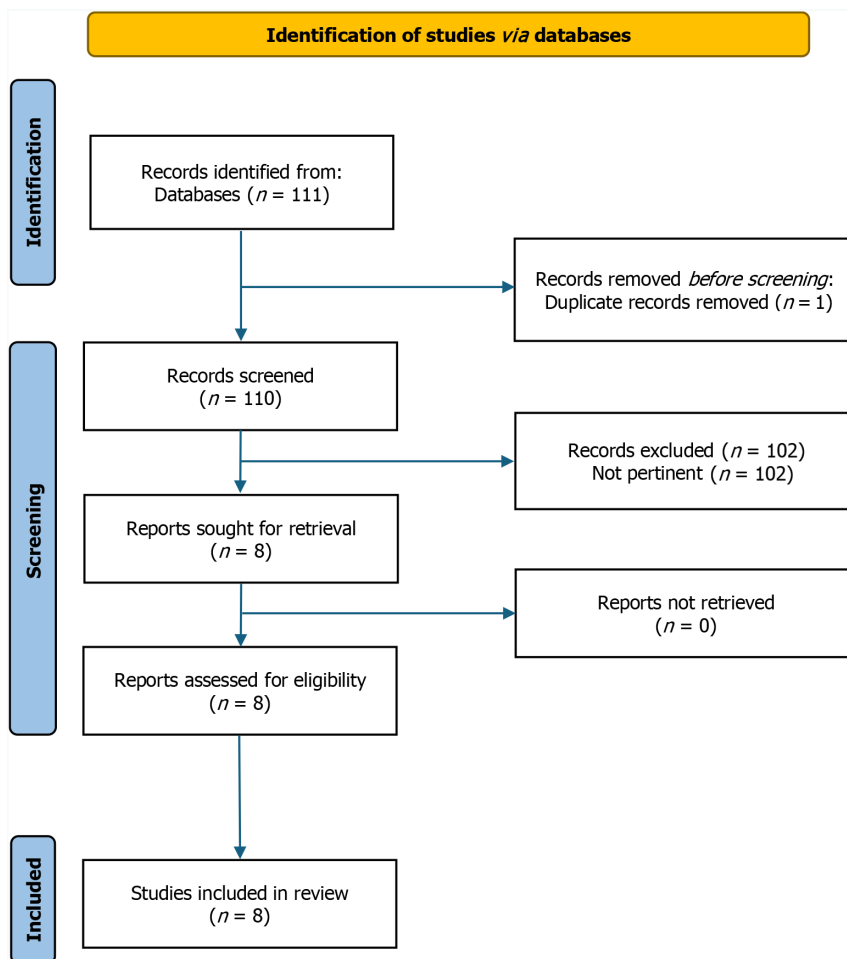 Identification of studies via databases
Identification
Records identified from:
Databases (n = 111)
Records removed before screening:
Duplicate records removed (n = 1)
Screening
Records screened
(n = 110)
Records excluded (n = 102)
Not pertinent (n = 102)
Reports sought for retrieval
(n = 8)
Reports not retrieved
(n = 0)
Reports assessed for eligibility
(n = 8)
Included
Studies included in review
(n = 8)